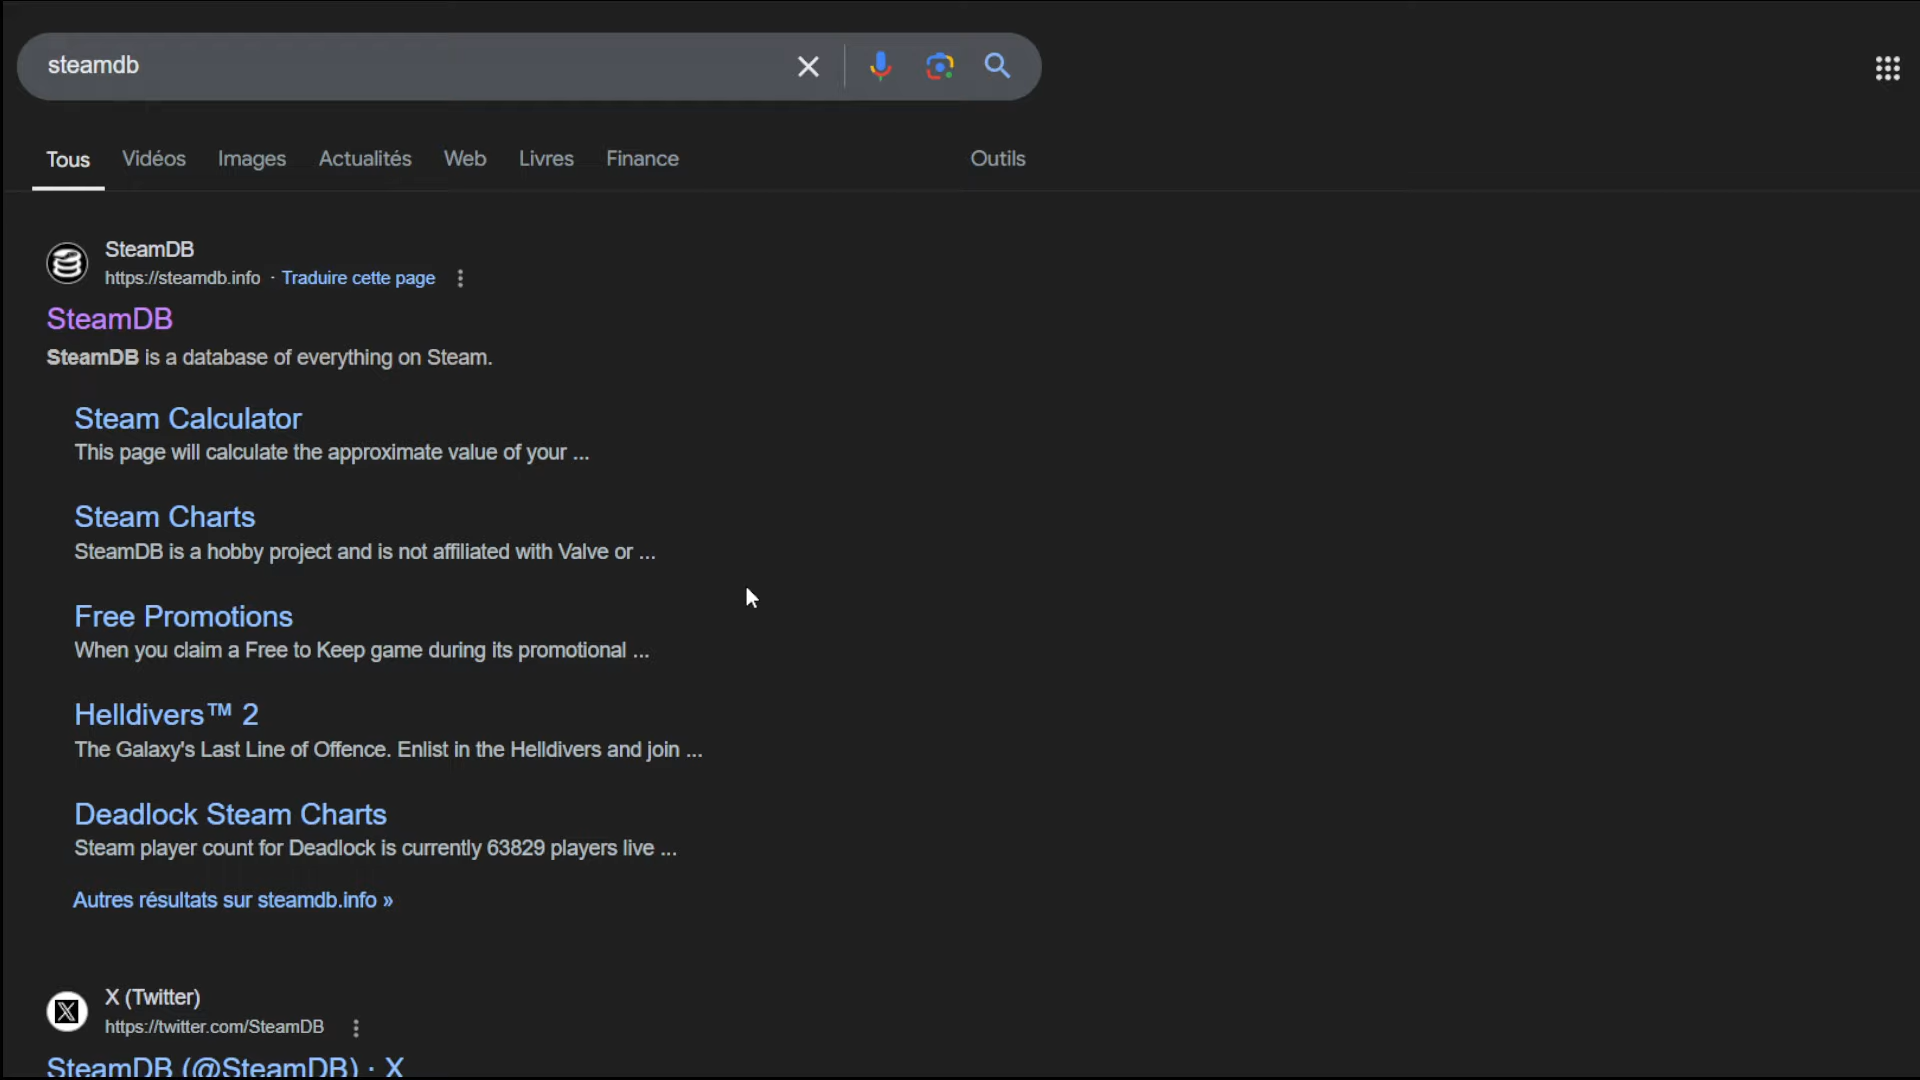 steamdb
Tous Vidéos Images Actualités Web Livres Finance Outils
SteamDB
https://steamdb.info · Traduire cette page
SteamDB
SteamDB is a database of everything on Steam.
Steam Calculator
This page will calculate the approximate value of your ...
Steam Charts
SteamDB is a hobby project and is not affiliated with Valve or ...
Free Promotions
When you claim a Free to Keep game during its promotional ...
Helldivers™ 2
The Galaxy's Last Line of Offence. Enlist in the Helldivers and join ...
Deadlock Steam Charts
Steam player count for Deadlock is currently 63829 players live ...
Autres résultats sur steamdb.info »
X (Twitter)
https://twitter.com/SteamDB
SteamDB (@SteamDB) · X